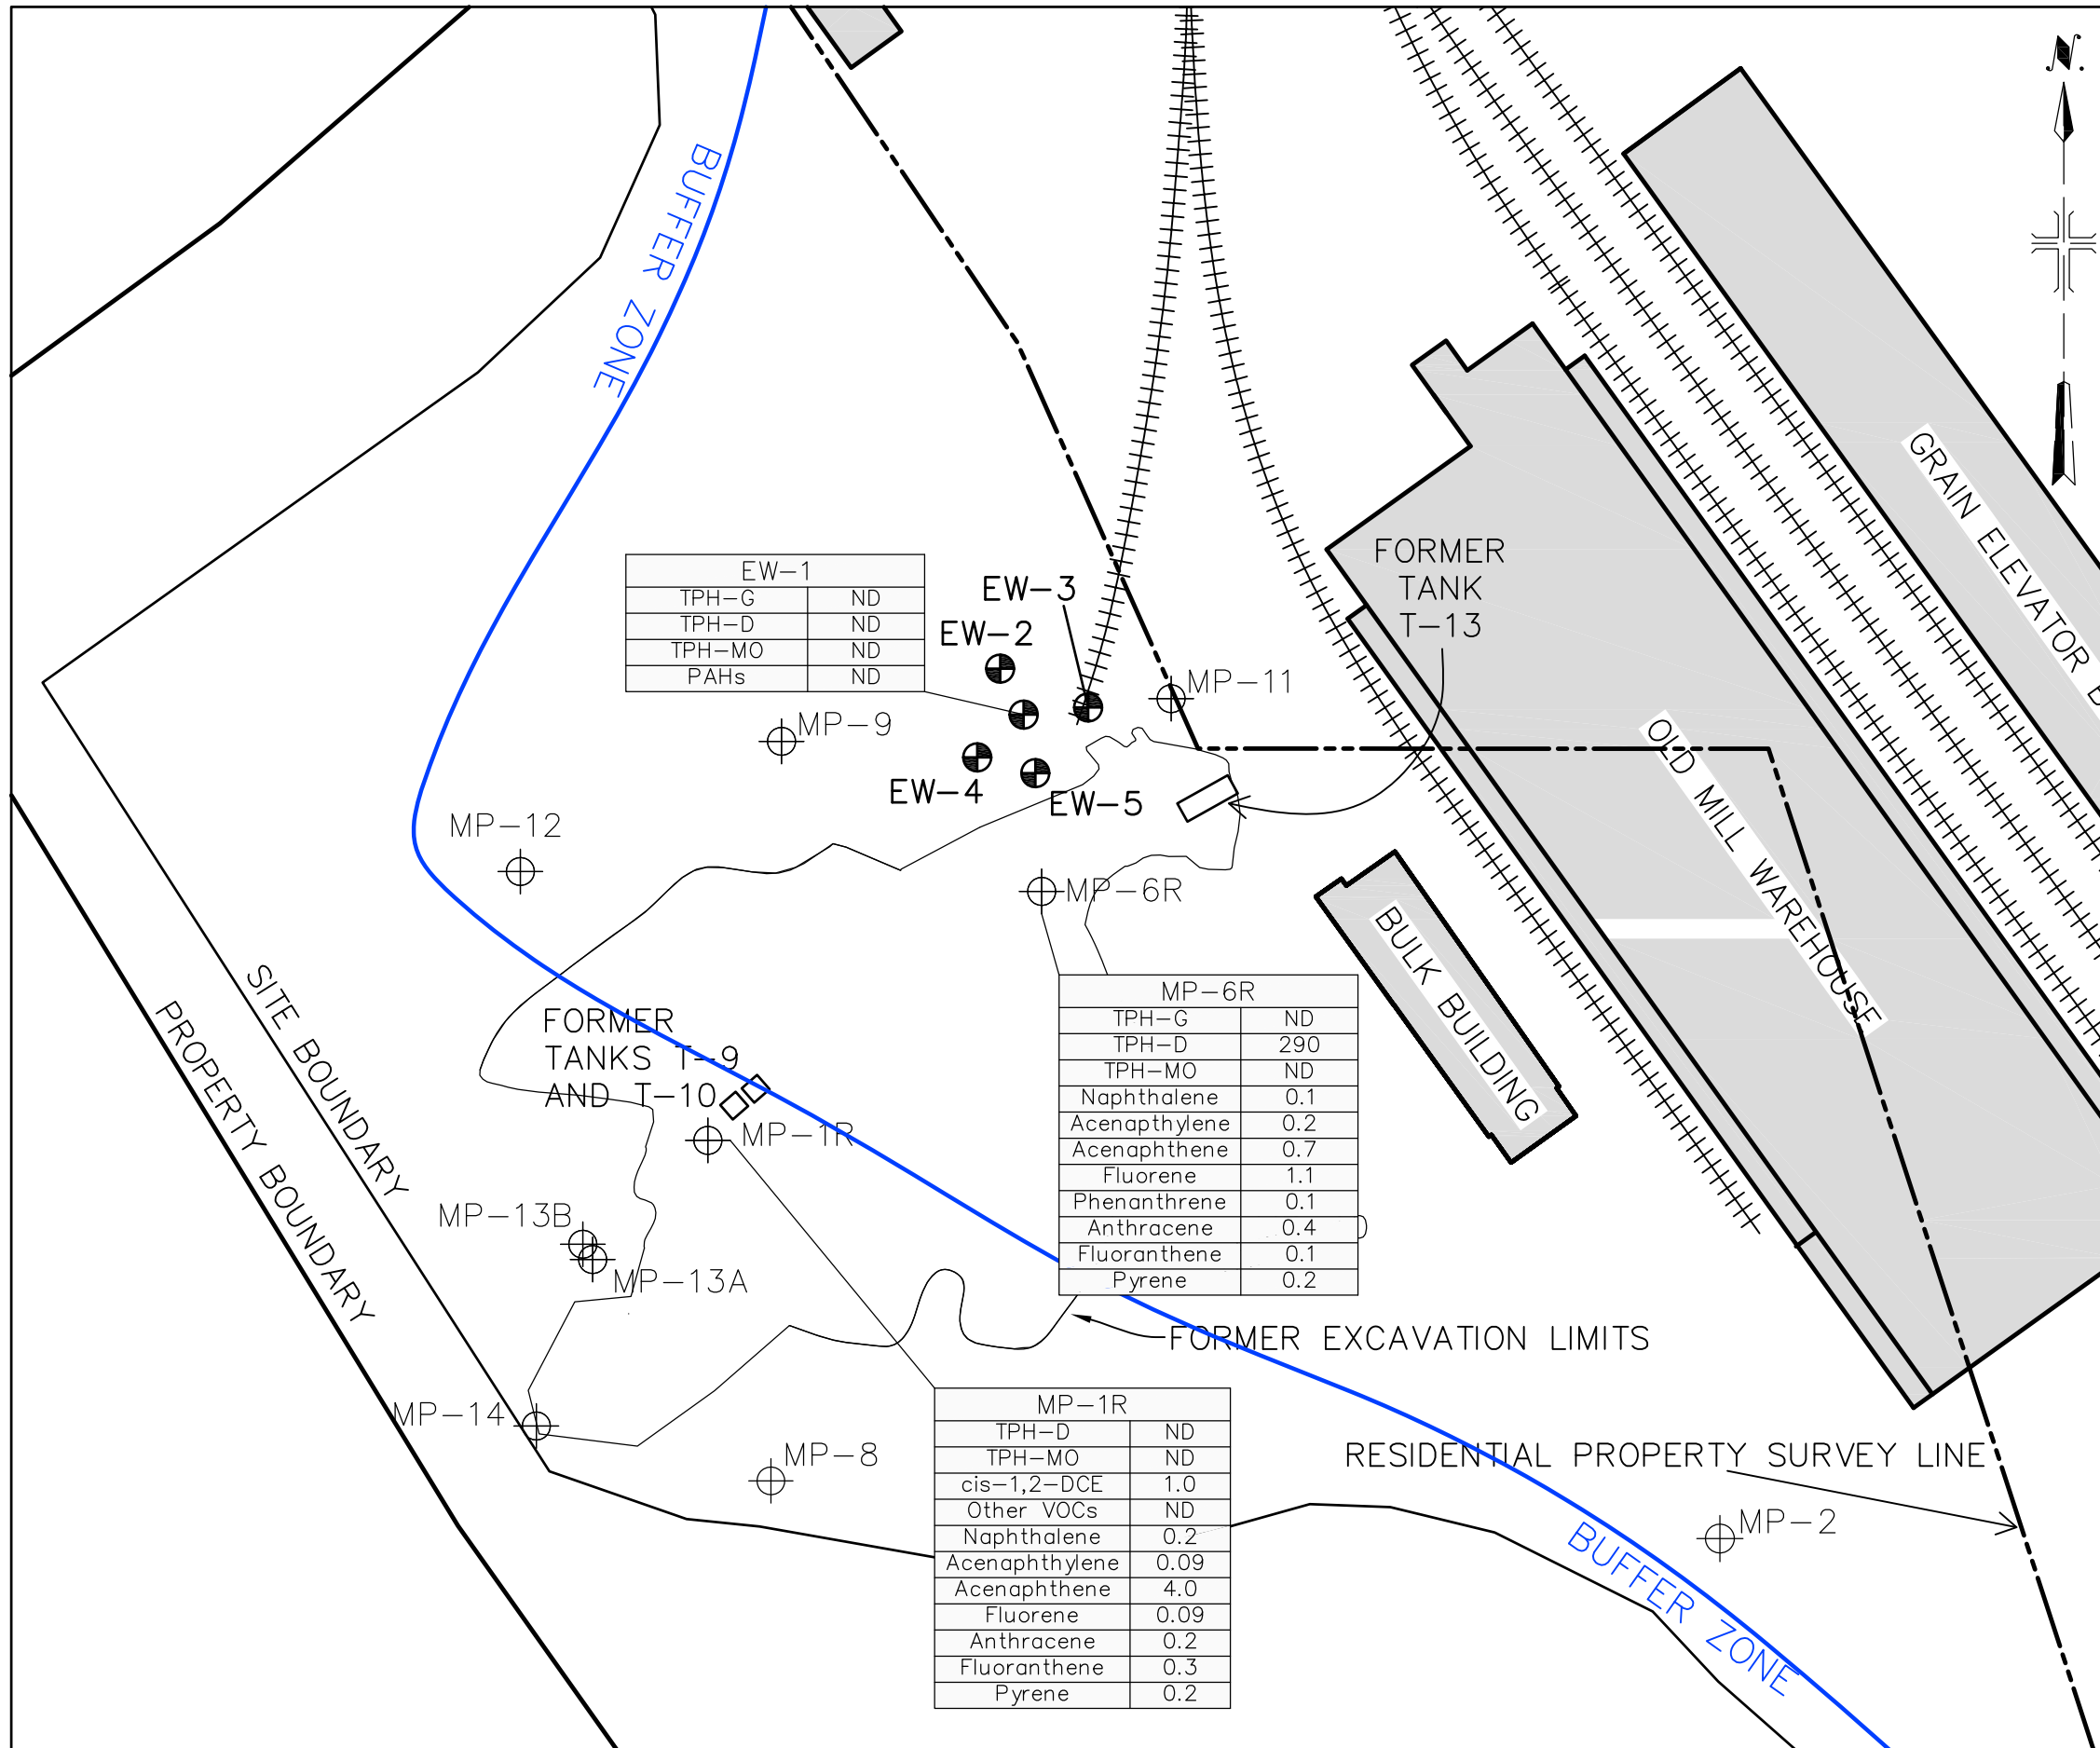 N.
BUFFER ZONE
GRAIN ELEVATOR
FORMER
TANK
T-13
EW-1
TPH-G ND
TPH-D ND
TPH-MO ND
PAHs ND
EW-3
EW-2
MP-11
MP-9
EW-4
EW-5
OLD MILL WAREHOUSE
MP-12
MP-6R
BULK BUILDING
SITE BOUNDARY
PROPERTY BOUNDARY
FORMER
TANKS T-9
AND T-10
MP-1R
MP-6R
TPH-G ND
TPH-D 290
TPH-MO ND
Naphthalene 0.1
Acenapthylene 0.2
Acenaphthene 0.7
Fluorene 1.1
Phenanthrene 0.1
Anthracene 0.4
Fluoranthene 0.1
Pyrene 0.2
MP-13B
MP-13A
FORMER EXCAVATION LIMITS
MP-14
MP-8
MP-1R
TPH-D ND
TPH-MO ND
cis-1,2-DCE 1.0
Other VOCs ND
Naphthalene 0.2
Acenaphthylene 0.09
Acenaphthene 4.0
Fluorene 0.09
Anthracene 0.2
Fluoranthene 0.3
Pyrene 0.2
RESIDENTIAL PROPERTY SURVEY LINE
MP-2
BUFFER ZONE